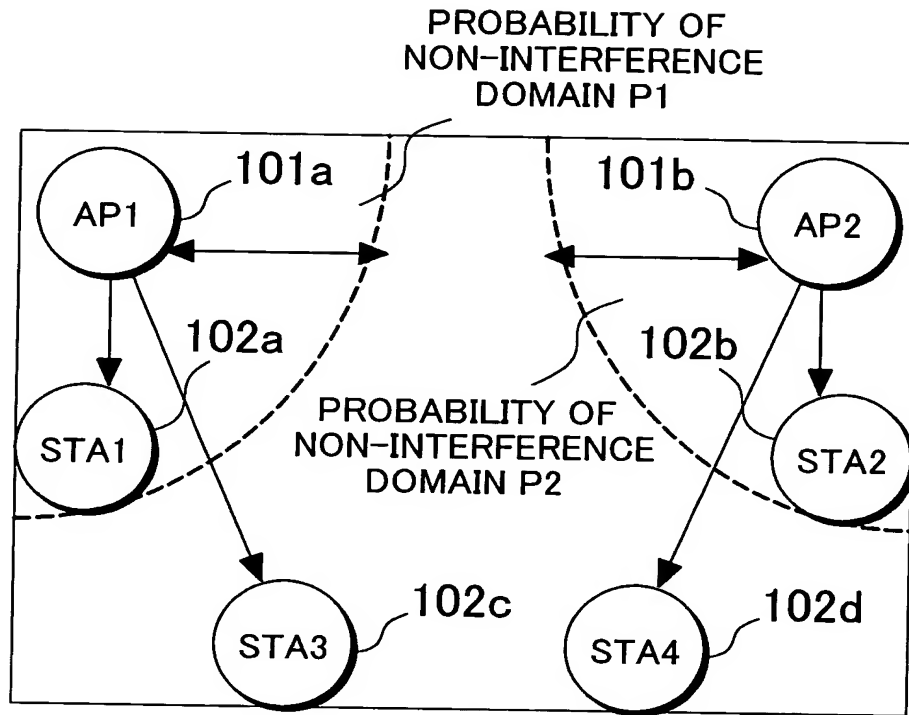 PROBABILITY OF
NON-INTERFERENCE
DOMAIN P1
101a
101b
AP1
AP2
102a
102b
STA1
PROBABILITY OF
NON-INTERFERENCE
DOMAIN P2
STA2
102c
102d
STA3
STA4